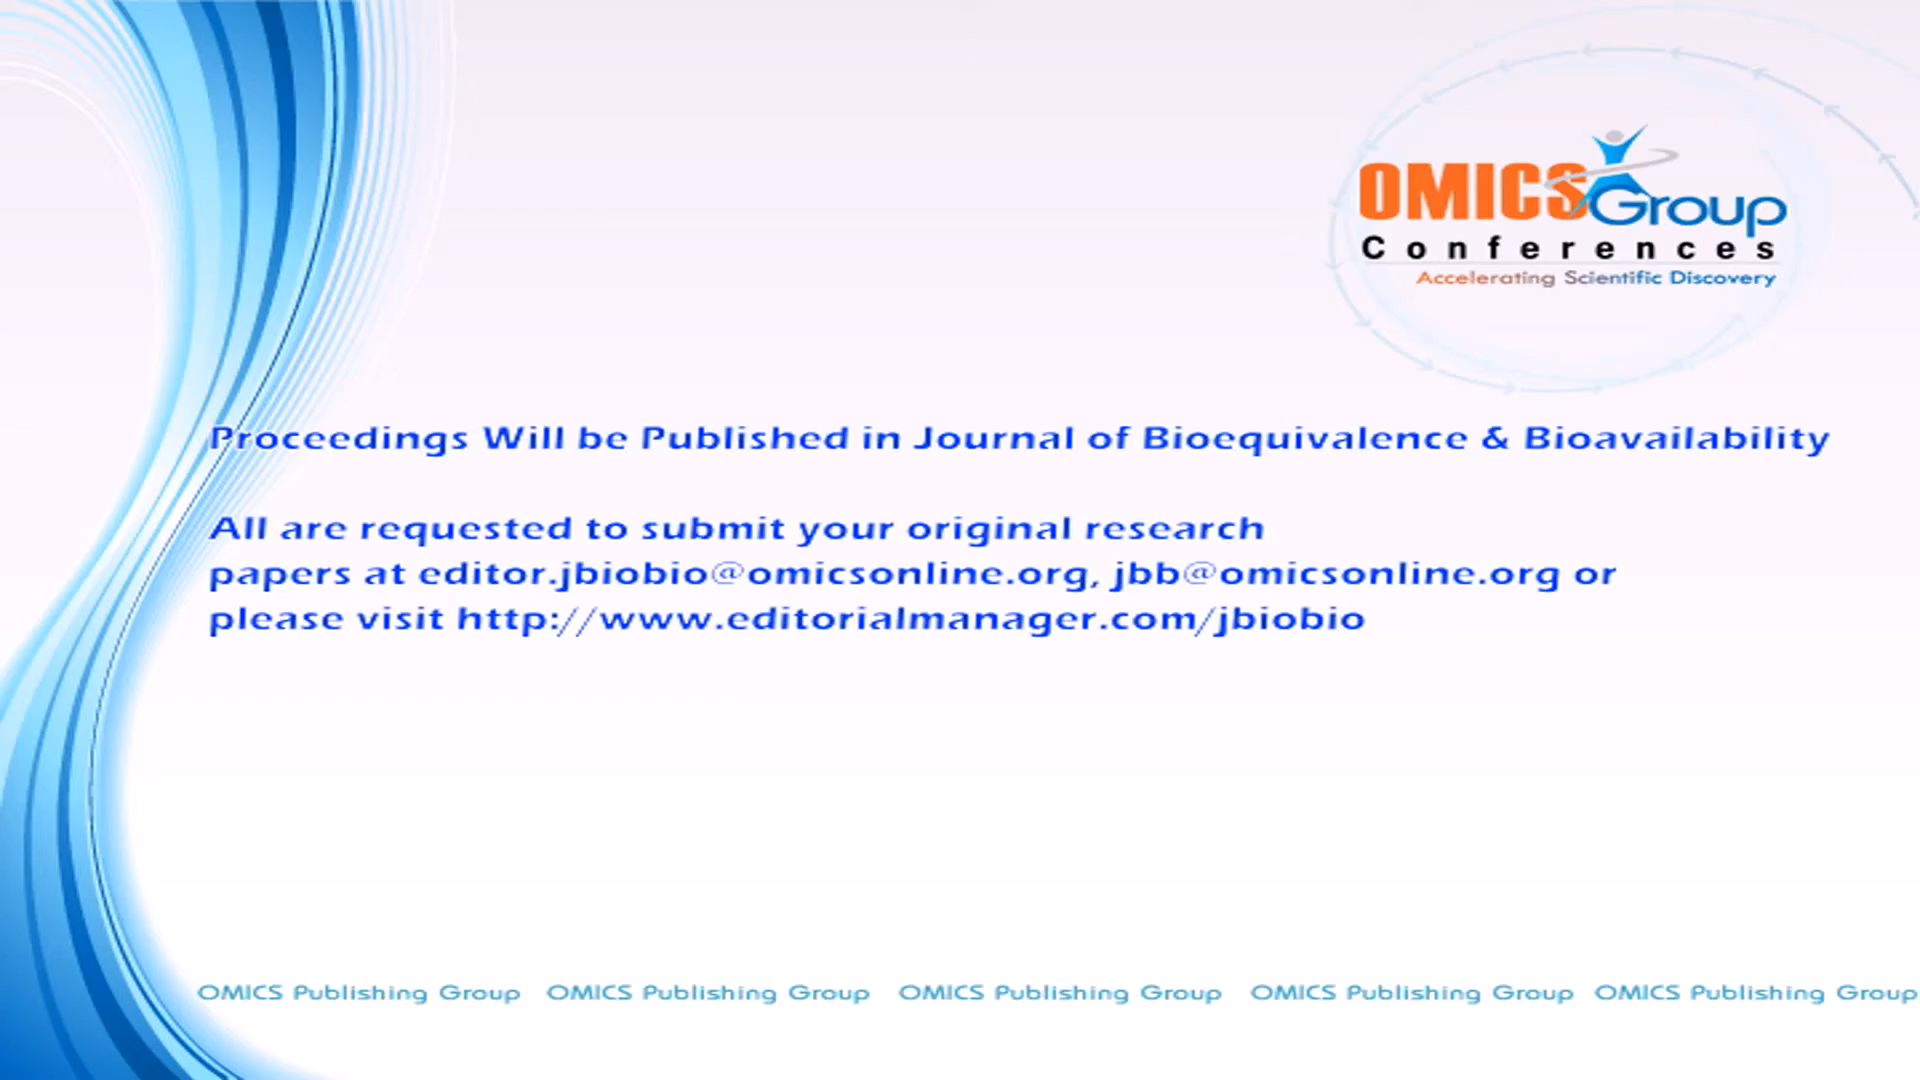 OMICS Group
Conferences
Accelerating Scientific Discovery
Proceedings Will be Published in Journal of Bioequivalence & Bioavailability
All are requested to submit your original research
papers at editor.jbiobio@omicsonline.org, jbb@omicsonline.org or
please visit http://www.editorialmanager.com/jbiobio
OMICS Publishing Group OMICS Publishing Group OMICS Publishing Group OMICS Publishing Group OMICS Publishing Group